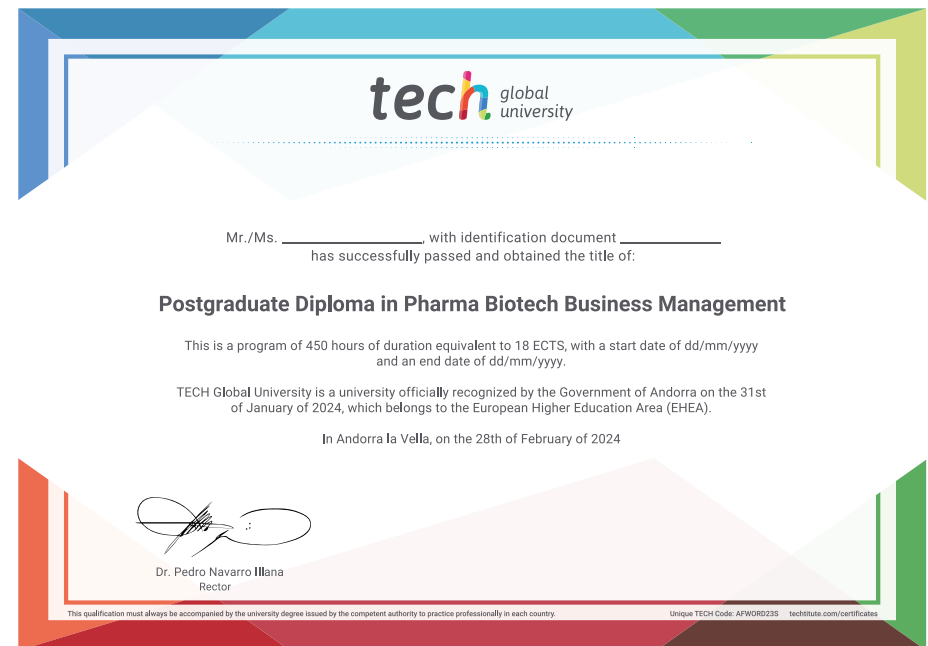 tech global
university
Mr./Ms. ____________________, with identification document ______________
has successfully passed and obtained the title of:
Postgraduate Diploma in Pharma Biotech Business Management
This is a program of 450 hours of duration equivalent to 18 ECTS, with a start date of dd/mm/yyyy
and an end date of dd/mm/yyyy.
TECH Global University is a university officially recognized by the Government of Andorra on the 31st
of January of 2024, which belongs to the European Higher Education Area (EHEA).
In Andorra la Vella, on the 28th of February of 2024
Dr. Pedro Navarro Illana
Rector
This qualification must always be accompanied by the university degree issued by the competent authority to practice professionally in each country. Unique TECH Code: AFWORD23S techtitute.com/certificates